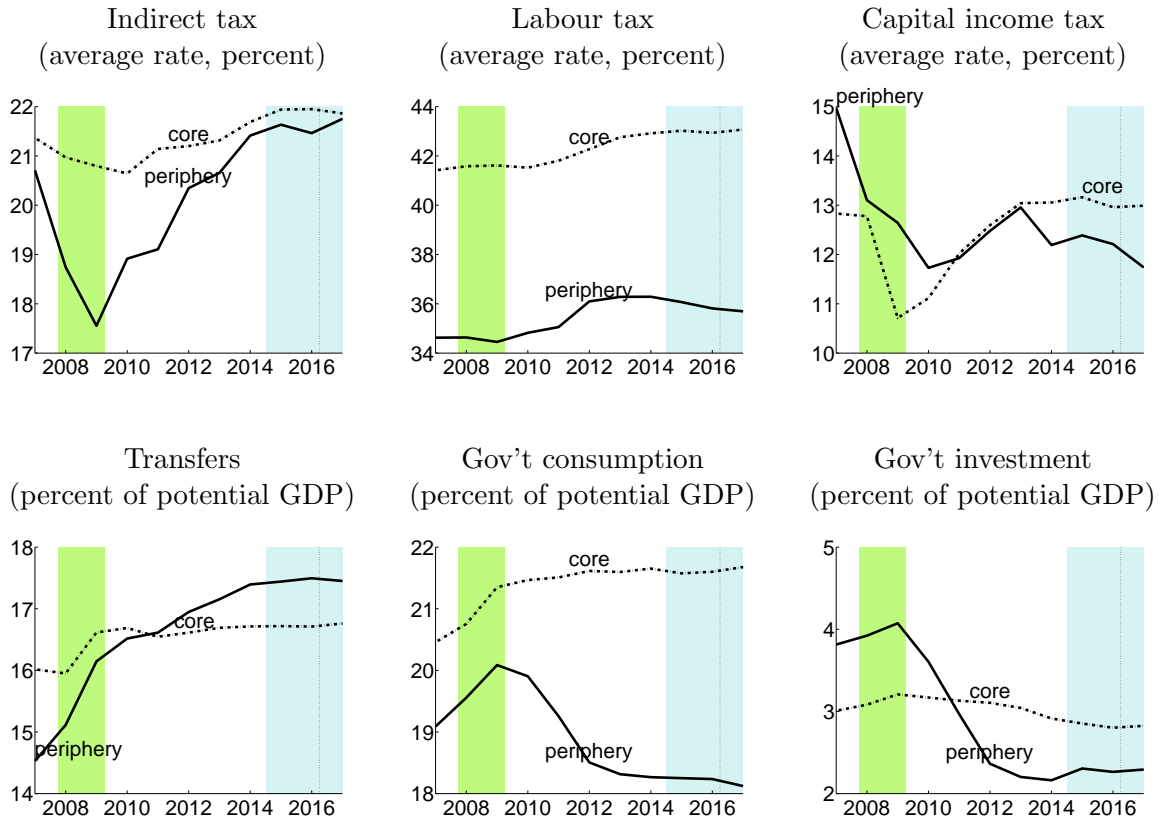 Indirect tax
(average rate, percent)
22
21
20
19
18
17
2008 2010 2012 2014 2016
core
periphery
Labour tax
(average rate, percent)
44
42
40
38
36
34
2008 2010 2012 2014 2016
core
periphery
Capital income tax
(average rate, percent)
15
14
13
12
11
10
2008 2010 2012 2014 2016
periphery
core
Transfers
(percent of potential GDP)
18
17
16
15
14
2008 2010 2012 2014 2016
core
periphery
Gov't consumption
(percent of potential GDP)
22
21
20
19
18
2008 2010 2012 2014 2016
core
periphery
Gov't investment
(percent of potential GDP)
5
4
3
2
2008 2010 2012 2014 2016
core
periphery